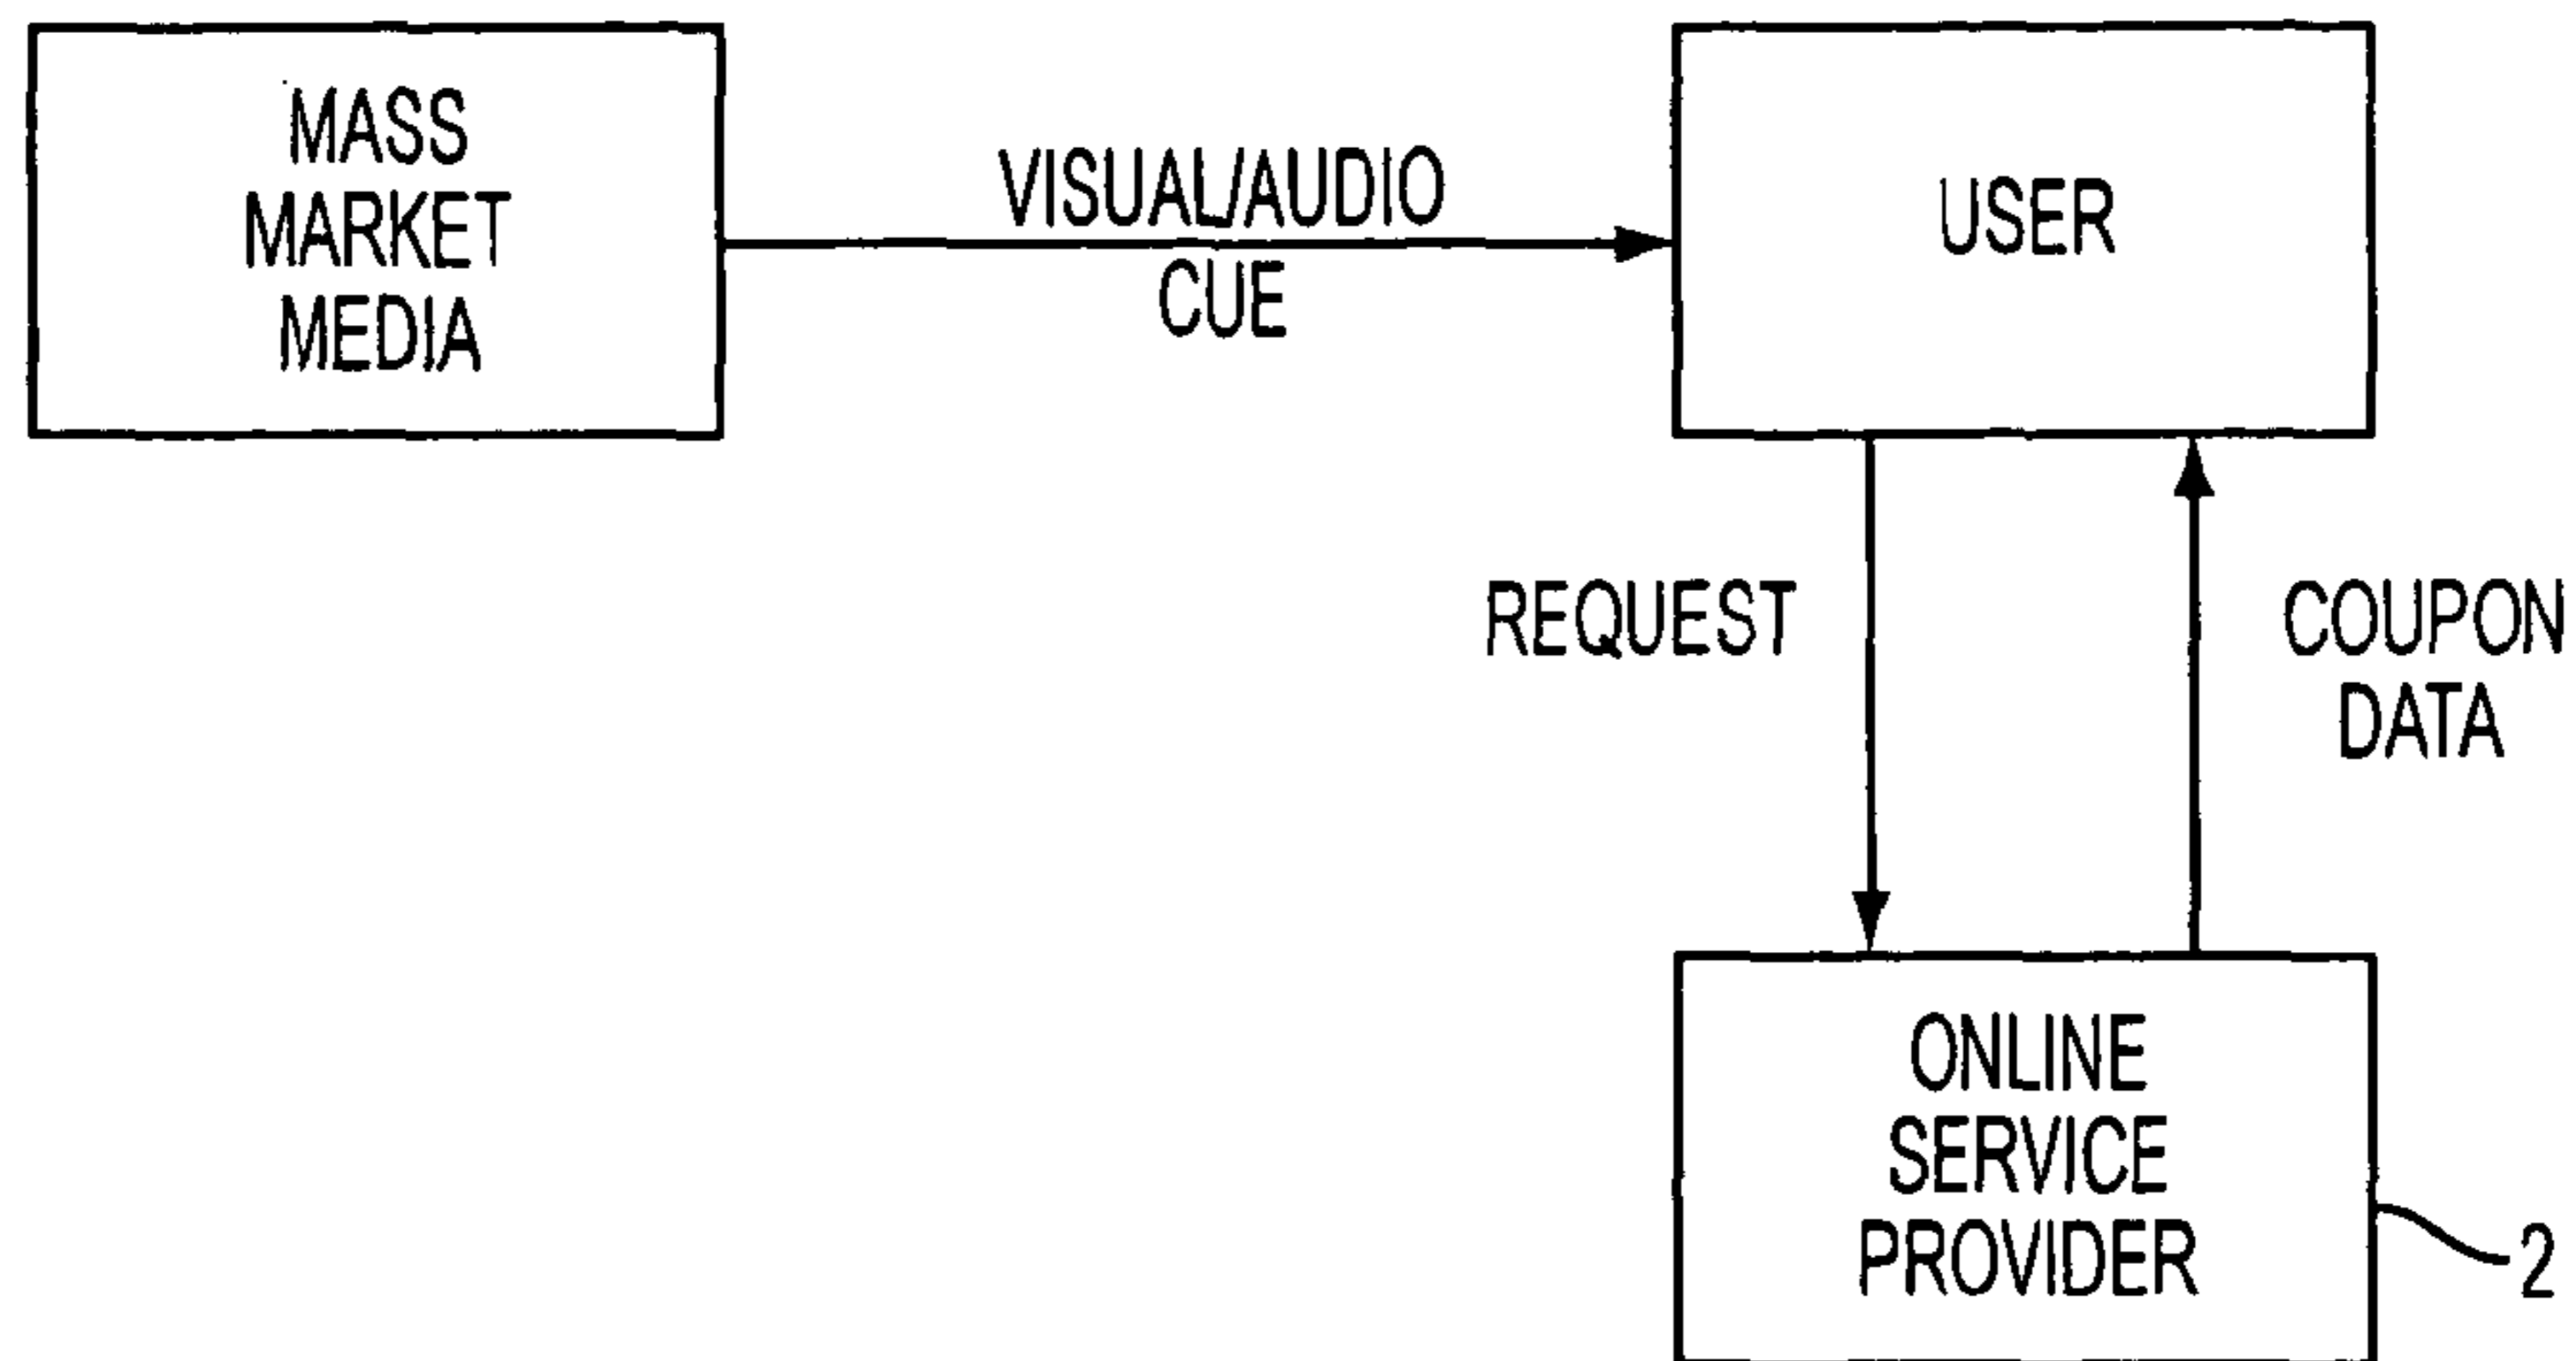 MASS
MARKET
MEDIA
VISUAL/AUDIO
CUE
USER
REQUEST
COUPON
DATA
ONLINE
SERVICE
PROVIDER
2